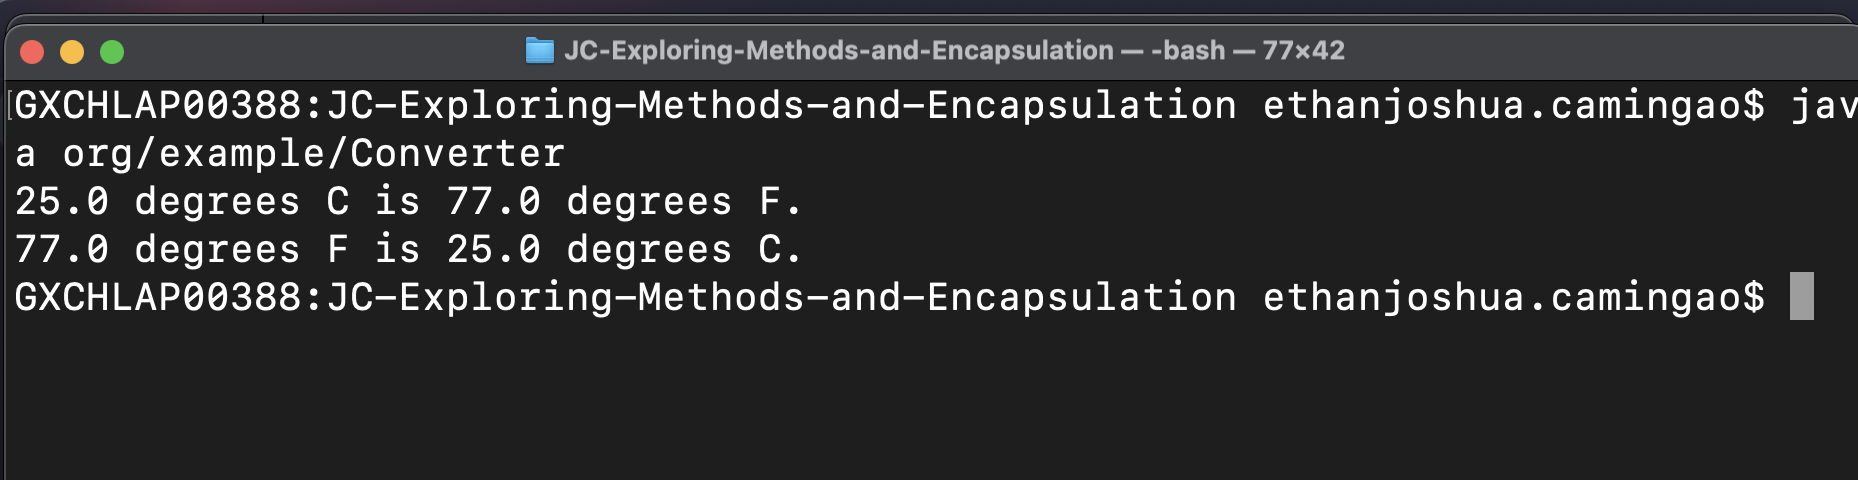 JC-Exploring-Methods-and-Encapsulation — -bash — 77×42
GXCHLAP00388:JC-Exploring-Methods-and-Encapsulation ethanjoshua.camingao$ jav
a org/example/Converter
25.0 degrees C is 77.0 degrees F.
77.0 degrees F is 25.0 degrees C.
GXCHLAP00388:JC-Exploring-Methods-and-Encapsulation ethanjoshua.camingao$